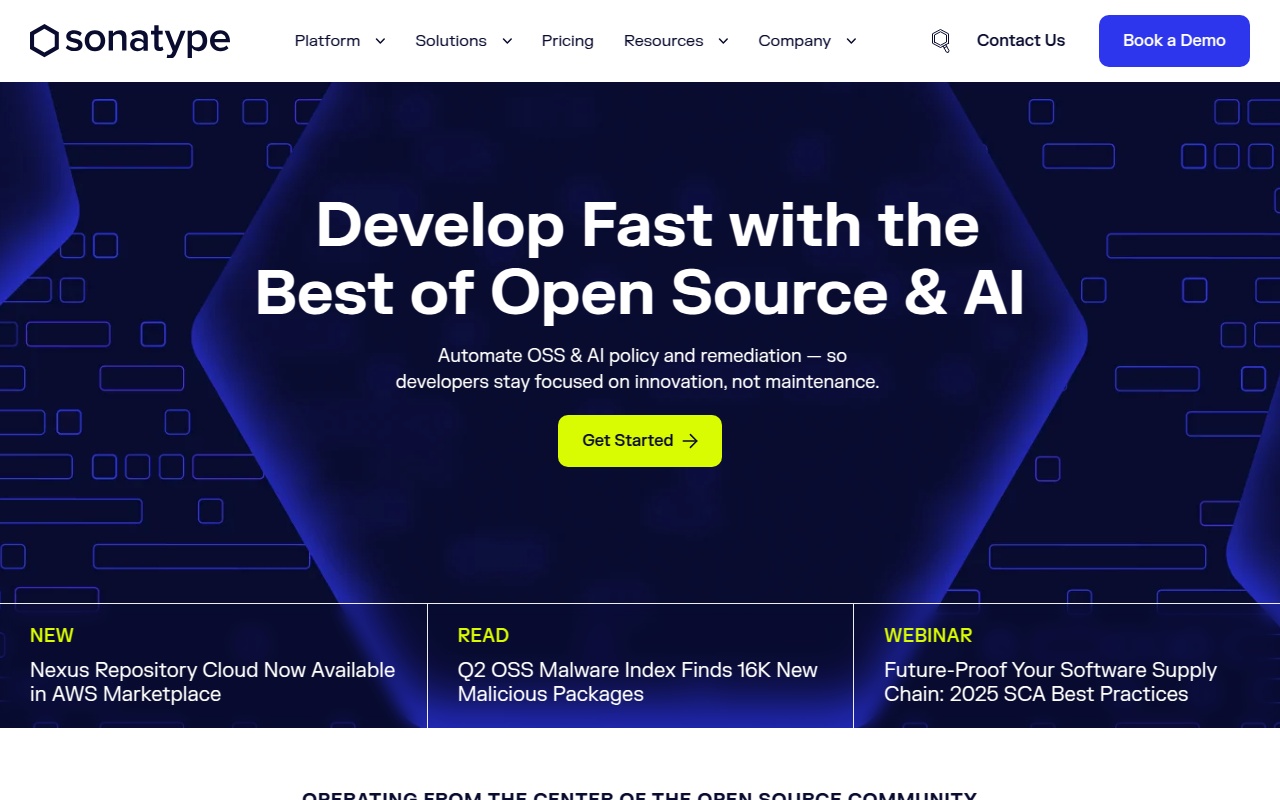 sonatype
Platform
Solutions
Pricing
Resources
Company
Contact Us
Book a Demo
Develop Fast with the
Best of Open Source & AI
Automate OSS & AI policy and remediation — so
developers stay focused on innovation, not maintenance.
Get Started
NEW
Nexus Repository Cloud Now Available
in AWS Marketplace
READ
Q2 OSS Malware Index Finds 16K New
Malicious Packages
WEBINAR
Future-Proof Your Software Supply
Chain: 2025 SCA Best Practices
OPERATING FROM THE CENTER OF THE OPEN SOURCE COMMUNITY